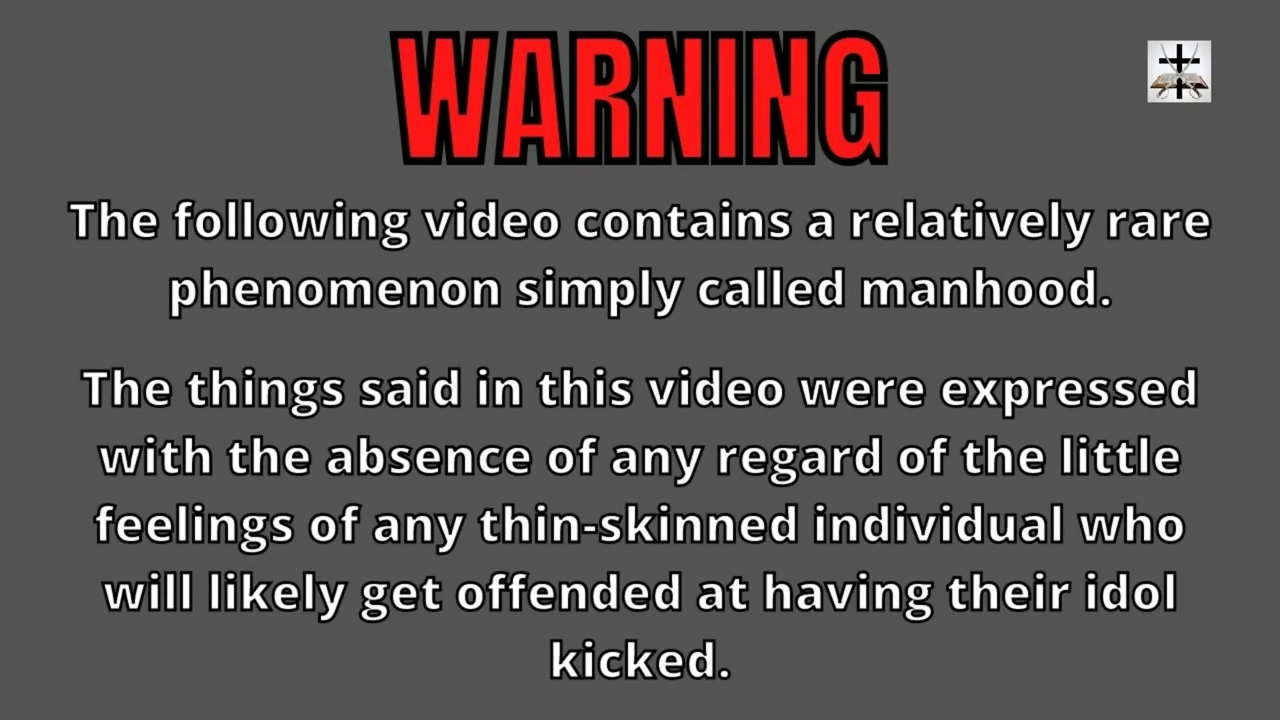 WARNING
The following video contains a relatively rare
phenomenon simply called manhood.
The things said in this video were expressed
with the absence of any regard of the little
feelings of any thin-skinned individual who
will likely get offended at having their idol
kicked.